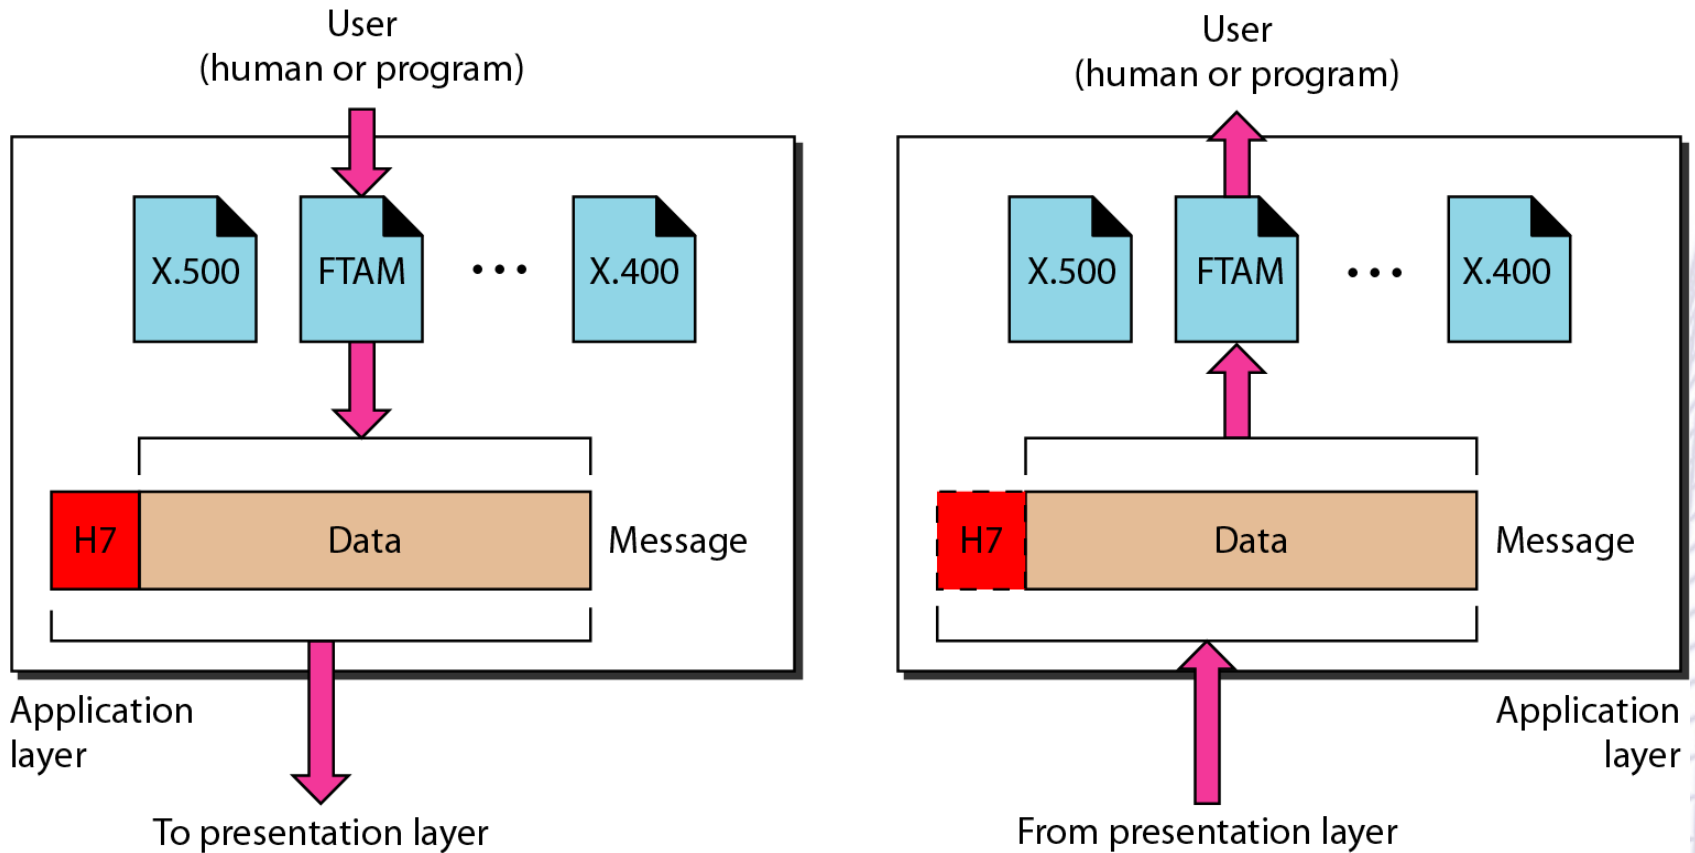 User
(human or program)
X.500
FTAM
...
X.400
H7
Data
Message
Application
layer
To presentation layer
User
(human or program)
X.500
FTAM
...
X.400
H7
Data
Message
Application
layer
From presentation layer